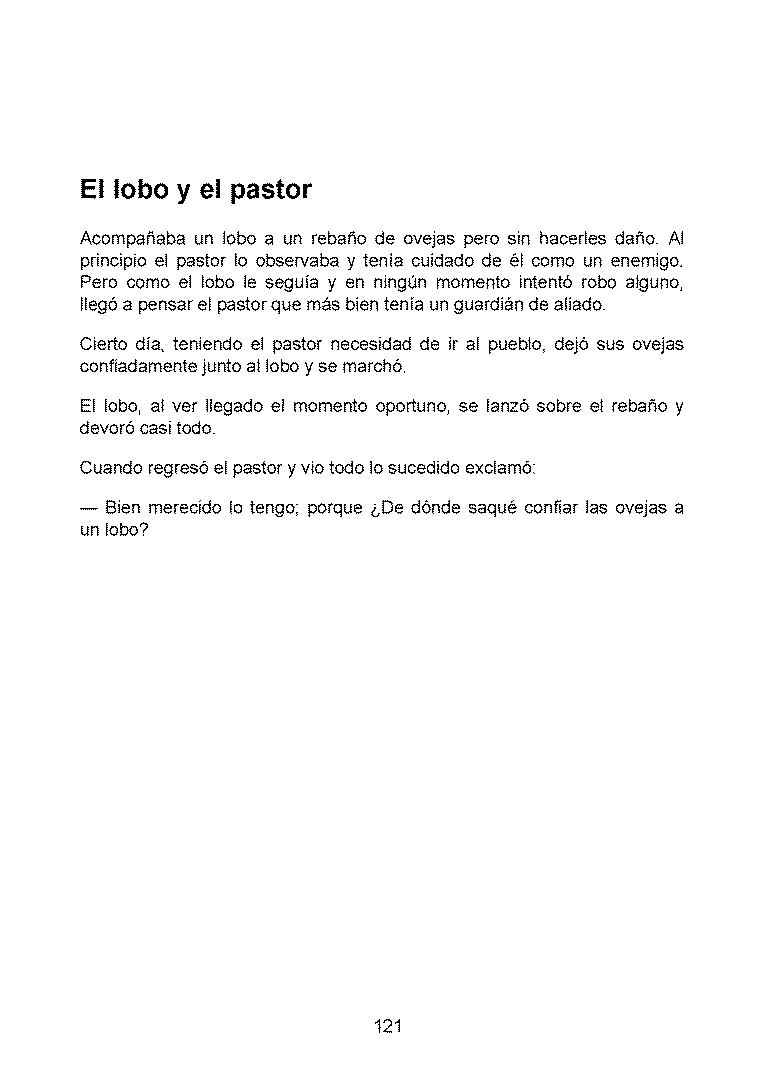 El lobo y el pastor
Acompañaba un lobo a un rebaño de ovejas pero sin hacerles daño. Al
principio el pastor lo observaba y tenía cuidado de él como un enemigo.
Pero como el lobo le seguía y en ningún momento intentó robo alguno,
llegó a pensar el pastor que más bien tenía un guardián de aliado.
Cierto día, teniendo el pastor necesidad de ir al pueblo, dejó sus ovejas
confiadamente junto al lobo y se marchó.
El lobo, al ver llegado el momento oportuno, se lanzó sobre el rebaño y
devoró casi todo.
Cuando regresó el pastor y vio todo lo sucedido exclamó:
— Bien merecido lo tengo; porque ¿De dónde saqué confiar las ovejas a
un lobo?
121